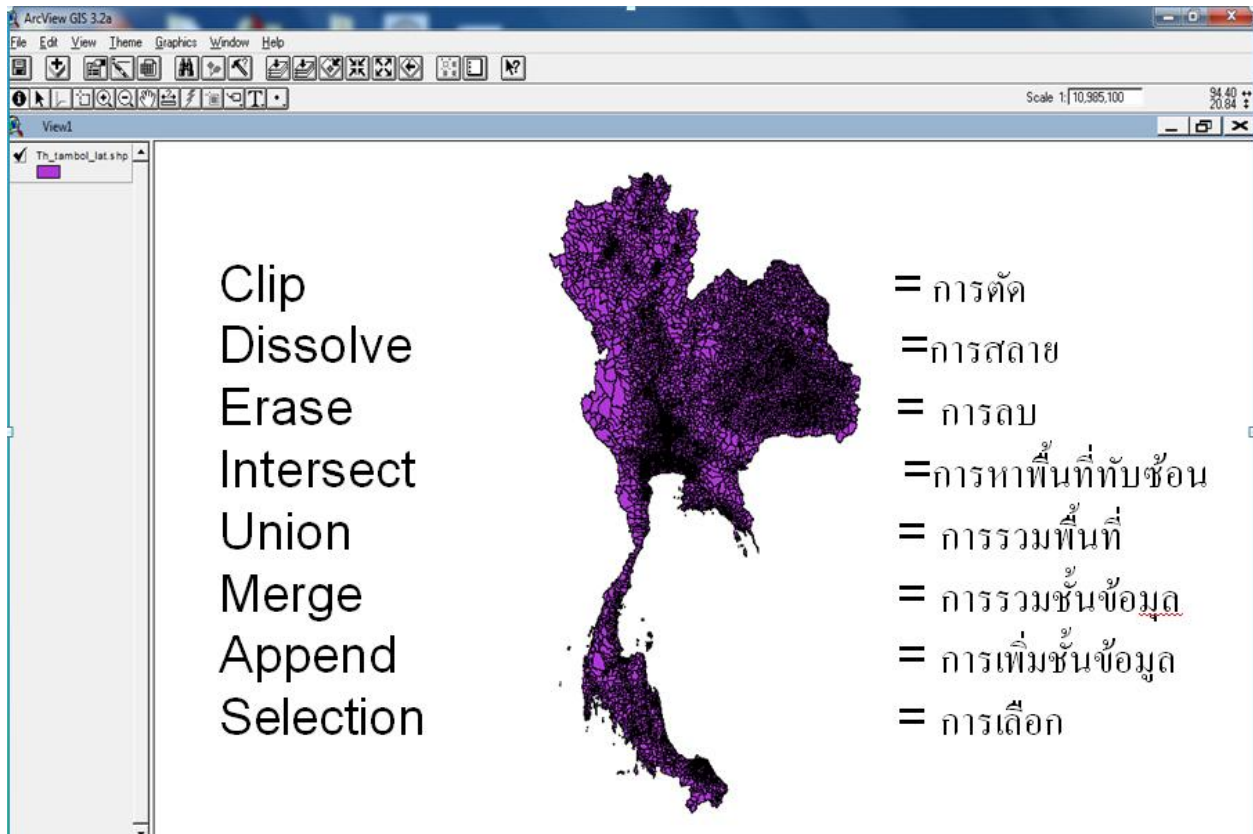 ArcView GIS 3.2a
File Edit View Theme Graphics Window Help
Scale 1: 10,985,100
94.40
20.84
View1
Th_tambol_lat.shp
Clip = การตัด
Dissolve =การสลาย
Erase = การลบ
Intersect =การหาพื้นที่ทับซ้อน
Union = การรวมพื้นที่
Merge = การรวมชั้นข้อมูล
Append = การเพิ่มชั้นข้อมูล
Selection = การเลือก